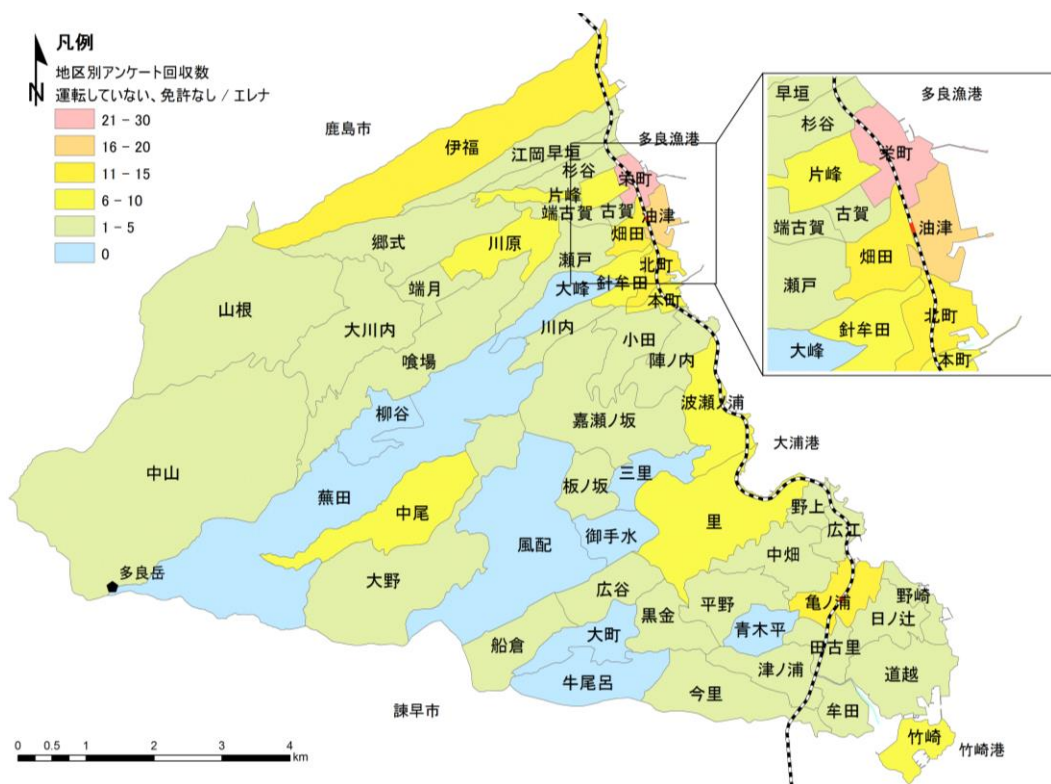 凡例
地区別アンケート回収数
運転していない、免許なし / エレナ
21 - 30
16 - 20
11 - 15
6 - 10
1 - 5
0
N
鹿島市
多良漁港
伊福
江岡
早垣
杉谷
栄町
片峰
端古賀
古賀
油津
畑田
郷式
川原
瀬戸
北町
針牟田
大峰
本町
端月
山根
川内
大川内
小田
陣ノ内
喰場
波瀬ノ浦
柳谷
嘉瀬ノ坂
大浦港
中山
三里
板ノ坂
蕪田
中尾
里
野上
風配
御手水
広江
中畑
多良岳
大野
広谷
亀ノ浦
野崎
平野
黒金
日ノ辻
青木平
大町
船倉
田古里
津ノ浦
道越
牛尾呂
今里
諫早市
牟田
竹崎
竹崎港
0 0.5 1 2 3 4
km
早垣
多良漁港
杉谷
栄町
片峰
古賀
端古賀
油津
畑田
瀬戸
北町
針牟田
大峰
本町